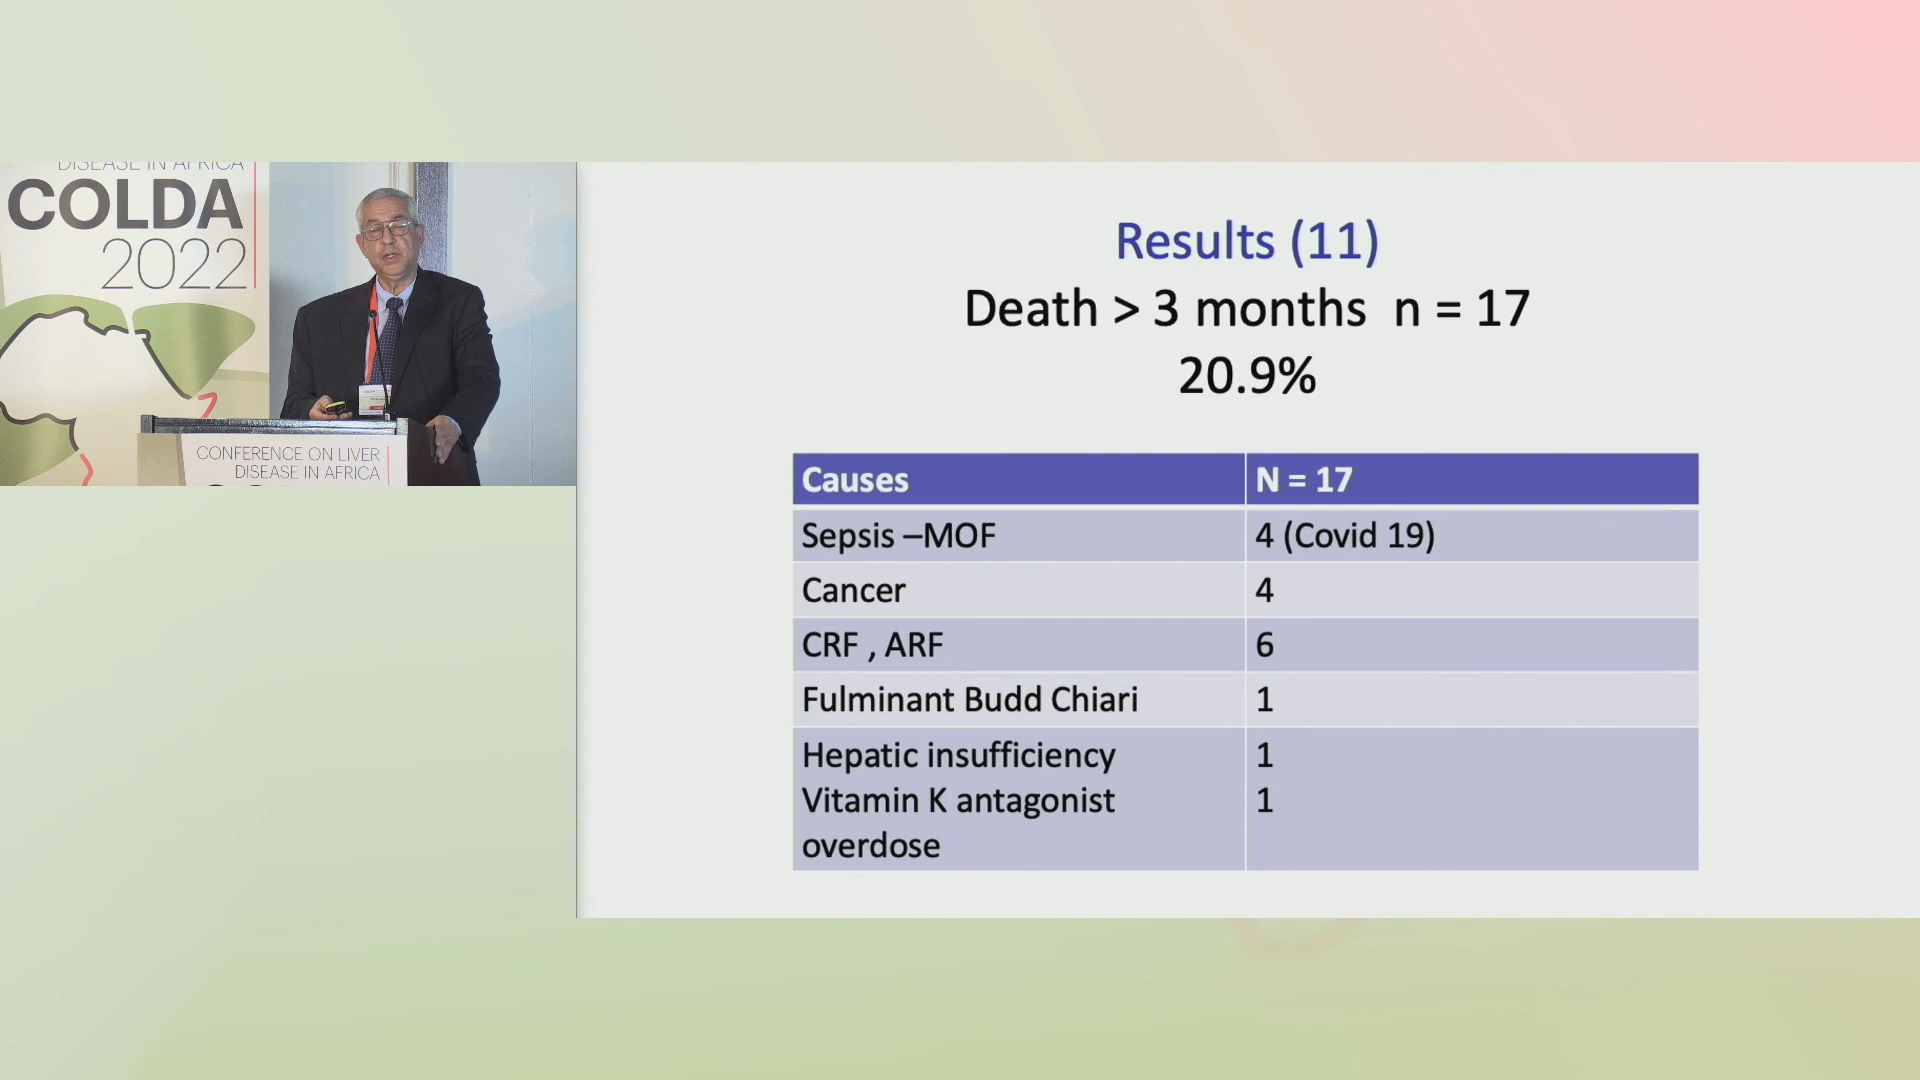 DISEASE IN AFRICA
COLDA
2022
CONFERENCE ON LIVER
DISEASE IN AFRICA
Results (11)
Death > 3 months n = 17
20.9%
Causes N = 17
Sepsis –MOF 4 (Covid 19)
Cancer 4
CRF , ARF 6
Fulminant Budd Chiari 1
Hepatic insufficiency 1
Vitamin K antagonist 1
overdose